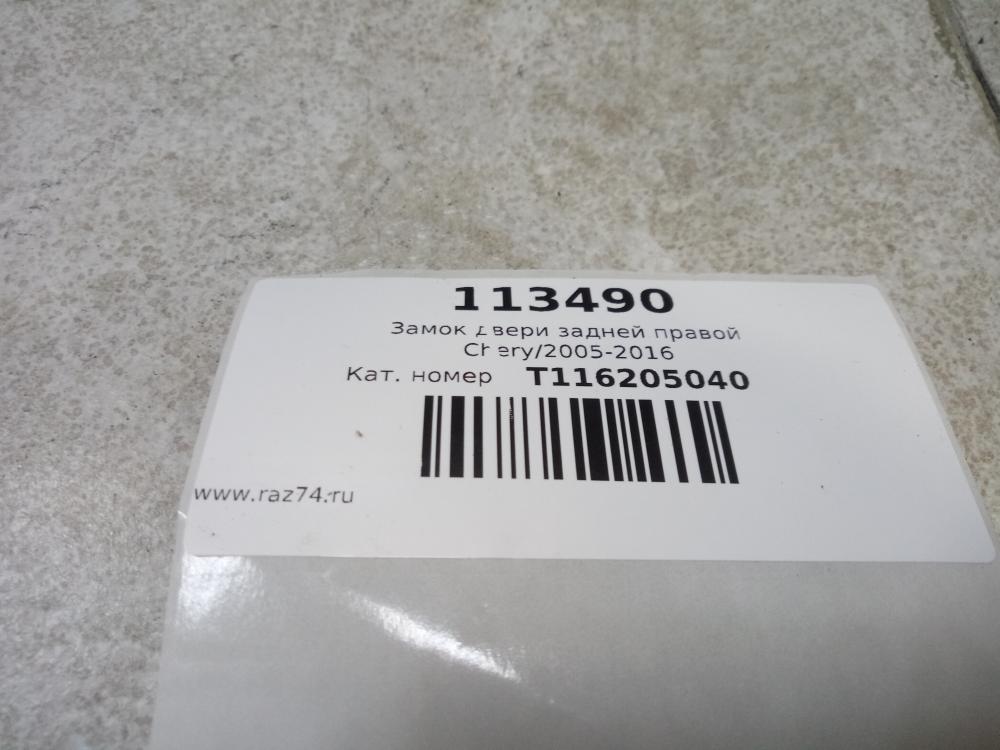 113490
Замок двери задней правой
Chery/2005-2016
Кат. номер T116205040
www.raz74.ru